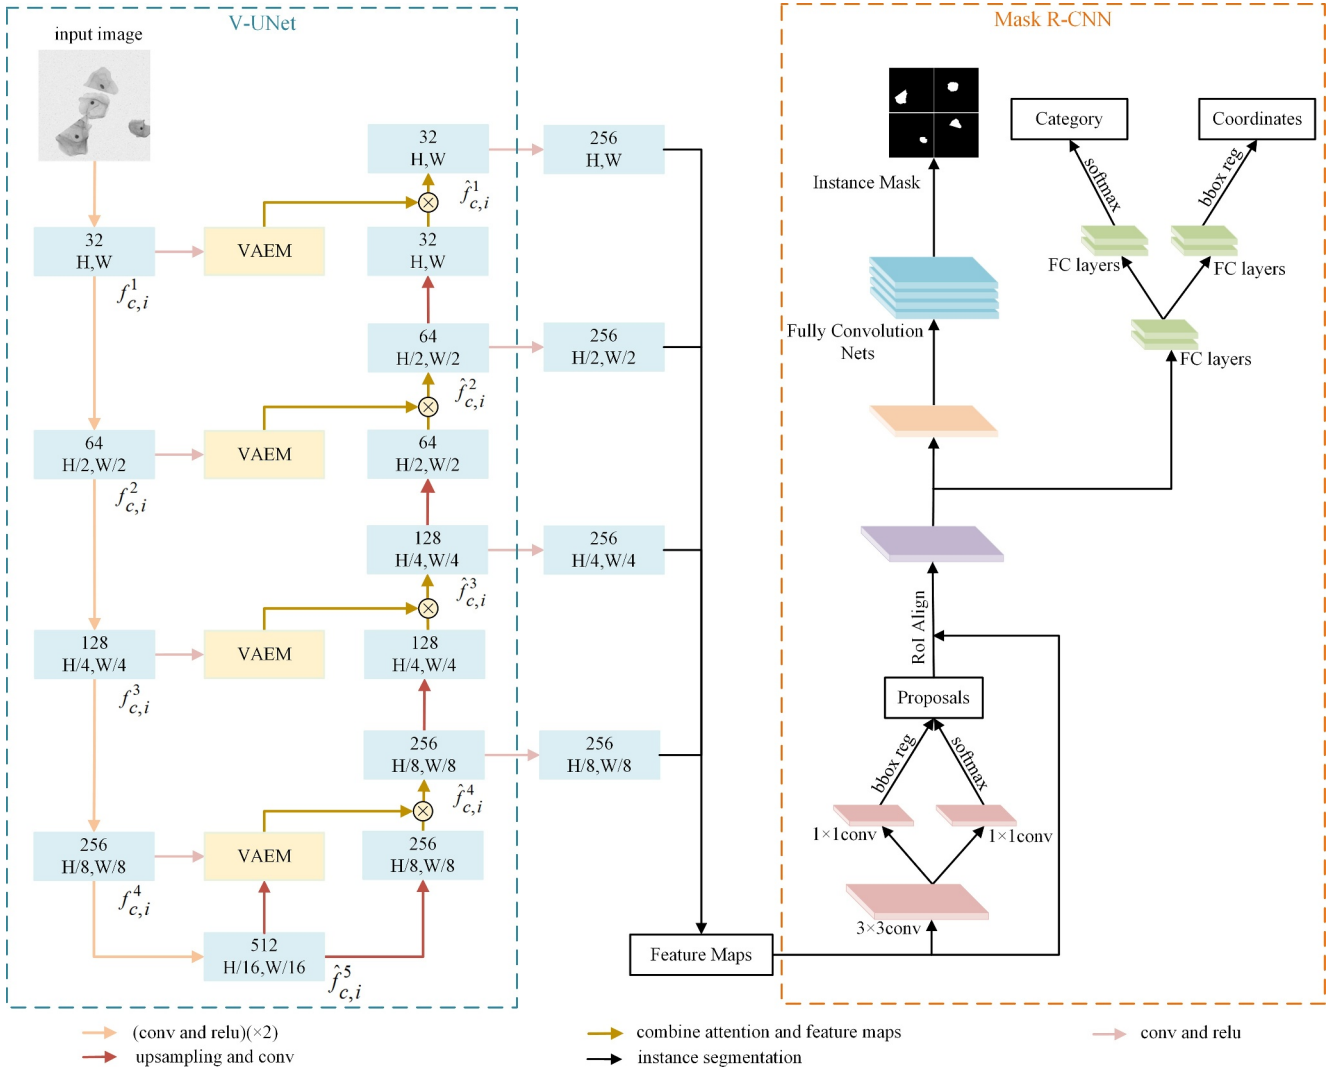 V-UNet
input image
32
H,W
f^1_{c,i}
VAEM
32
H,W
f̂^1_{c,i}
32
H,W
256
H,W
64
H/2,W/2
f^2_{c,i}
VAEM
64
H/2,W/2
f̂^2_{c,i}
64
H/2,W/2
256
H/2,W/2
128
H/4,W/4
f^3_{c,i}
VAEM
128
H/4,W/4
f̂^3_{c,i}
128
H/4,W/4
256
H/4,W/4
256
H/8,W/8
f^4_{c,i}
VAEM
256
H/8,W/8
f̂^4_{c,i}
256
H/8,W/8
256
H/8,W/8
512
H/16,W/16
f̂^5_{c,i}
Feature Maps
Mask R-CNN
Instance Mask
Category
Coordinates
softmax
bbox reg
FC layers
FC layers
FC layers
Fully Convolution
Nets
RoI Align
Proposals
bbox reg
softmax
1×1conv
1×1conv
3×3conv
(conv and relu)(×2)
upsampling and conv
combine attention and feature maps
instance segmentation
conv and relu